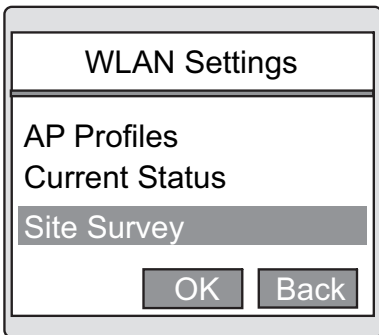 WLAN Settings
AP Profiles
Current Status
Site Survey
OK Back